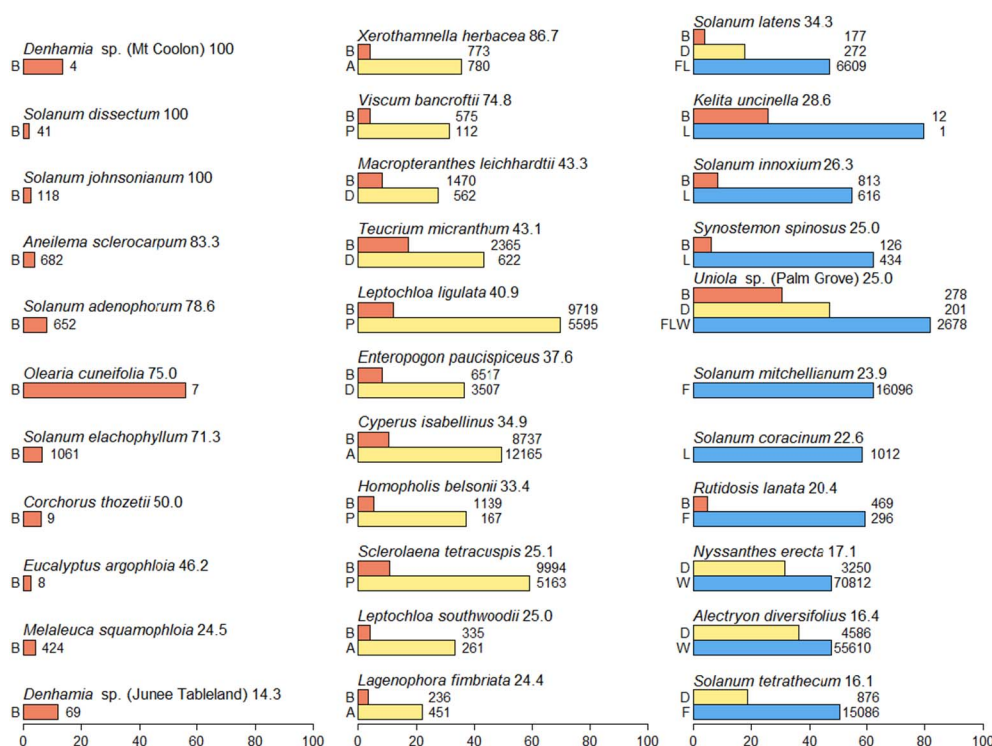 Denhamia sp. (Mt Coolon) 100
B 4
Solanum dissectum 100
B 41
Solanum johnsonianum 100
B 118
Aneilema sclerocarpum 83.3
B 682
Solanum adenophorum 78.6
B 652
Olearia cuneifolia 75.0
B 7
Solanum elachophyllum 71.3
B 1061
Corchorus thozetii 50.0
B 9
Eucalyptus argophloia 46.2
B 8
Melaleuca squamophloia 24.5
B 424
Denhamia sp. (Junee Tableland) 14.3
B 69
0 20 40 60 80 100
Xerothamnella herbacea 86.7
B 773
A 780
Viscum bancroftii 74.8
B 575
P 112
Macropteranthes leichhardtii 43.3
B 1470
D 562
Teucrium micranthum 43.1
B 2365
D 622
Leptochloa ligulata 40.9
B 9719
P 5595
Enteropogon paucispiceus 37.6
B 6517
D 3507
Cyperus isabellinus 34.9
B 8737
A 12165
Homopholis belsonii 33.4
B 1139
P 167
Sclerolaena tetracuspis 25.1
B 9994
P 5163
Leptochloa southwoodii 25.0
B 335
A 261
Lagenophora fimbriata 24.4
B 236
A 451
0 20 40 60 80 100
Solanum latens 34.3
B 177
D 272
FL 6609
Kelita uncinella 28.6
B 12
L 1
Solanum innoxium 26.3
B 813
L 616
Synostemon spinosus 25.0
B 126
L 434
Uniola sp. (Palm Grove) 25.0
B 278
D 201
FLW 2678
Solanum mitchellianum 23.9
F 16096
Solanum coracinum 22.6
L 1012
Rutidosis lanata 20.4
B 469
F 296
Nyssanthes erecta 17.1
D 3250
W 70812
Alectryon diversifolius 16.4
D 4586
W 55610
Solanum tetrathecum 16.1
D 876
F 15086
0 20 40 60 80 100